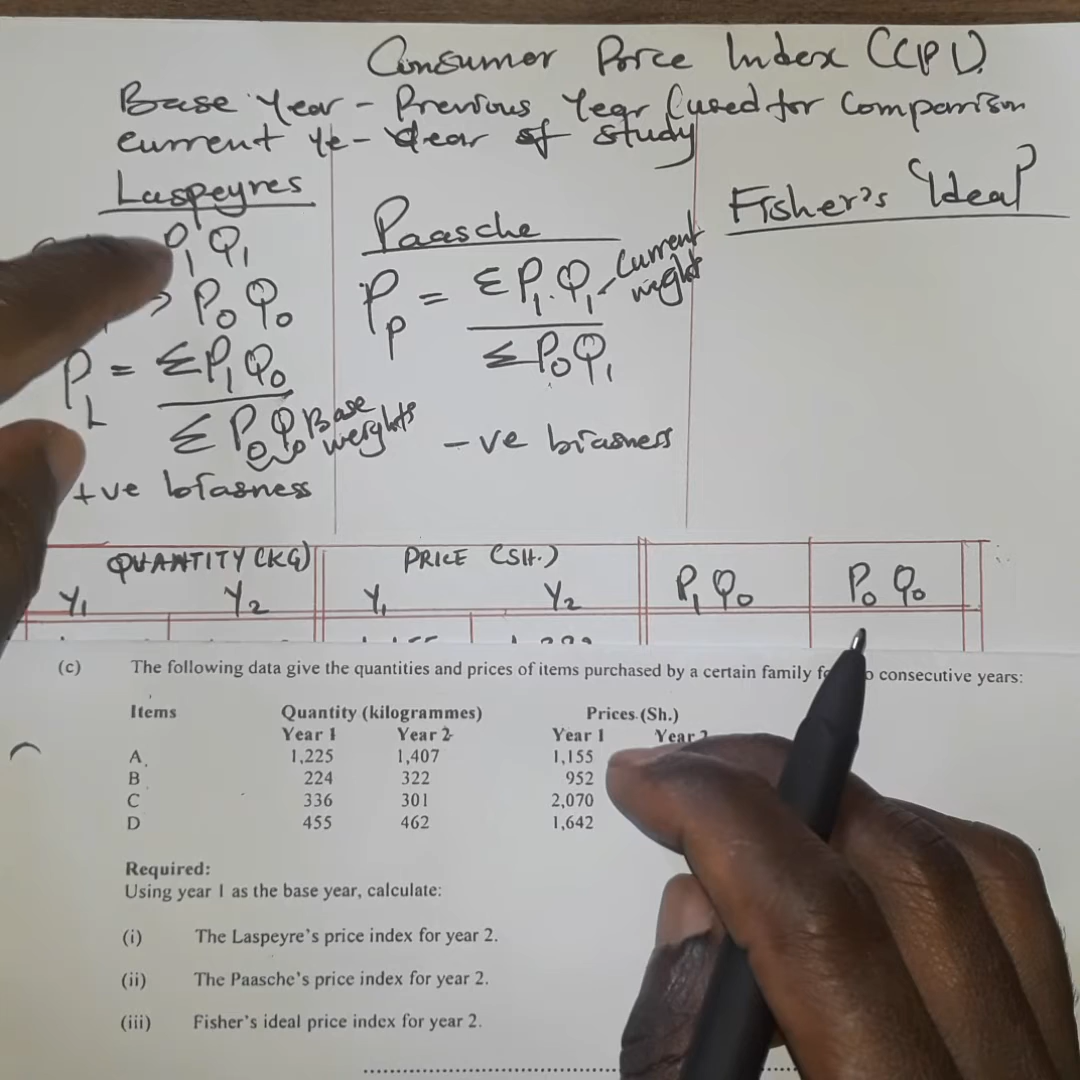 Consumer Price Index (CPI).
Base Year - Previous Year (used for Comparrison
Current Ye - Year of study
Laspeyres
Paasche
Fisher's Ideal
P₁ Q₁
P₀ Q₀
P_L = ΣP₁Q₀
ΣP₀Q₀ Base weights
+ve biasness
P_P = ΣP₁.Q₁ - Current weights
ΣP₀Q₁
-ve biasness
QUANTITY (KG) PRICE (SH.)
Y₁ Y₂ Y₁ Y₂ P₁Q₀ P₀Q₀
(c) The following data give the quantities and prices of items purchased by a certain family consecutive years:
Items Quantity (kilogrammes) Prices (Sh.)
Year 1 Year 2 Year 1 Year
A 1,225 1,407 1,155
B 224 322 952
C 336 301 2,070
D 455 462 1,642
Required:
Using year 1 as the base year, calculate:
(i) The Laspeyre's price index for year 2.
(ii) The Paasche's price index for year 2.
(iii) Fisher's ideal price index for year 2.